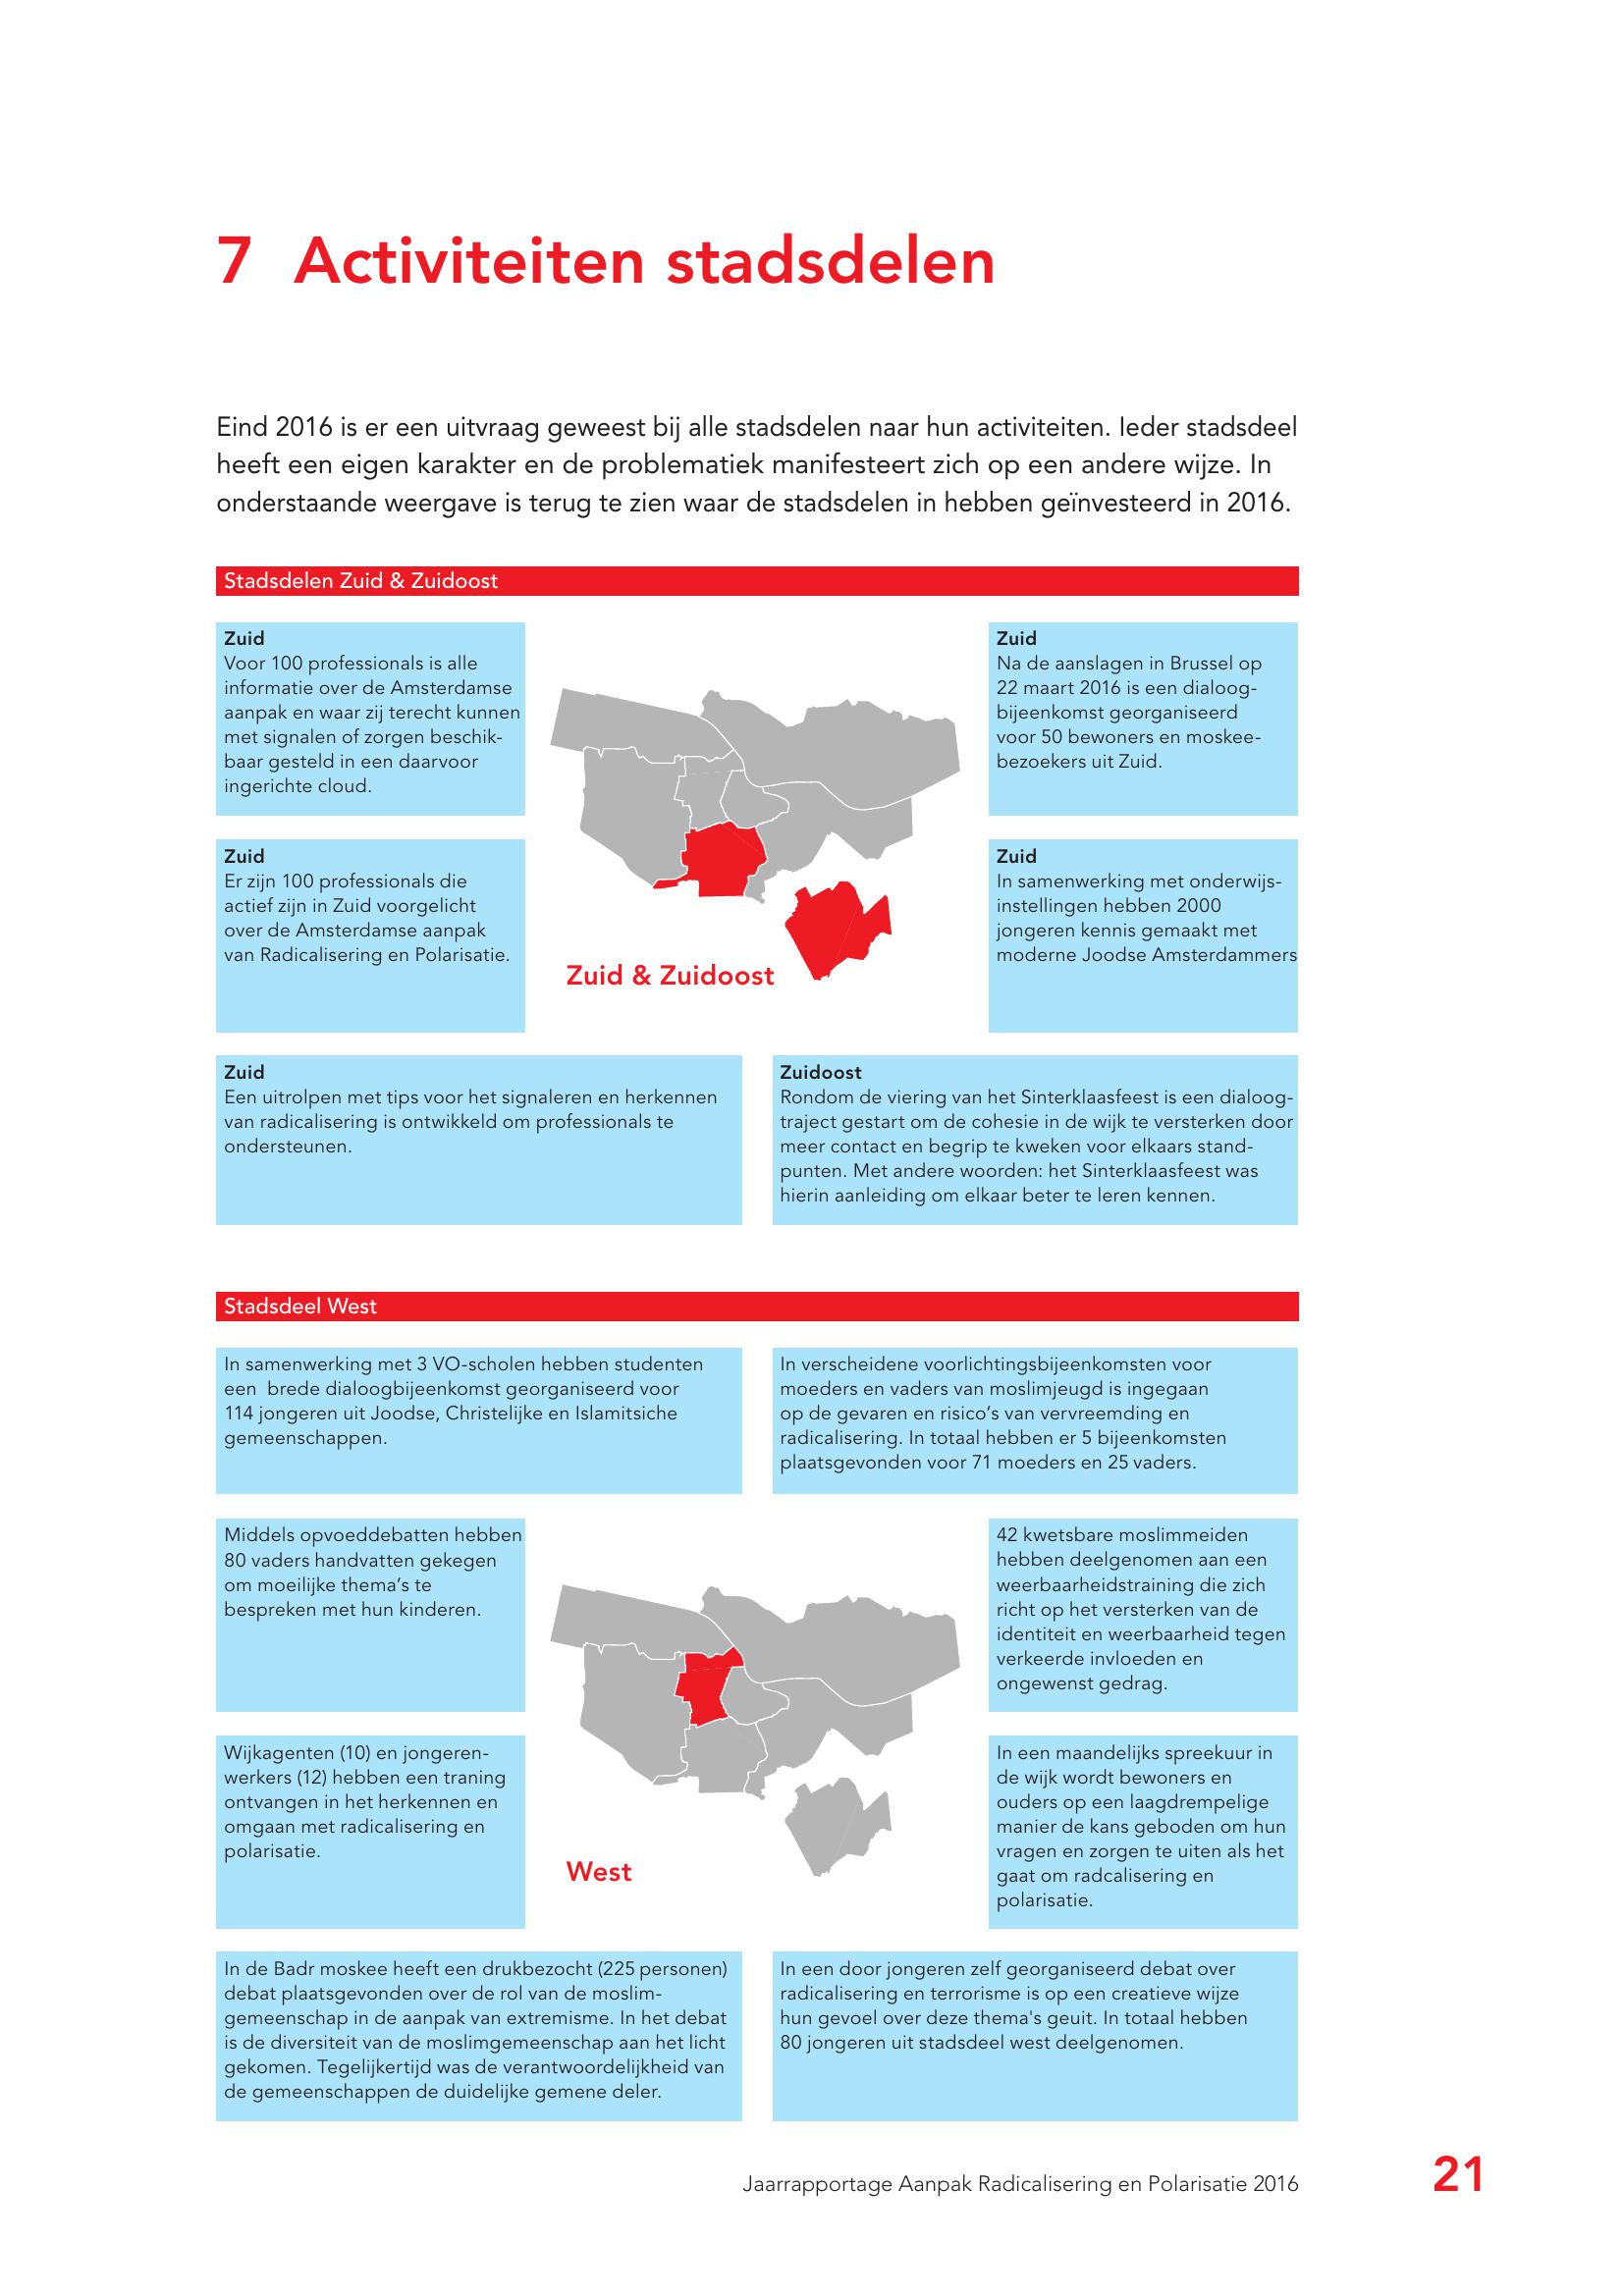 7 Activiteiten stadsdelen
Eind 2016 is er een uitvraag geweest bij alle stadsdelen naar hun activiteiten. Ieder stadsdeel
heeft een eigen karakter en de problematiek manifesteert zich op een andere wijze. In
onderstaande weergave is terug te zien waar de stadsdelen in hebben geïnvesteerd in 2016.
Stadsdelen Zuid & Zuidoost
Zuid
Voor 100 professionals is alle
informatie over de Amsterdamse
aanpak en waar zij terecht kunnen
met signalen of zorgen beschik-
baar gesteld in een daarvoor
ingerichte cloud.
Zuid
Na de aanslagen in Brussel op
22 maart 2016 is een dialoog-
bijeenkomst georganiseerd
voor 50 bewoners en moskee-
bezoekers uit Zuid.
Zuid
Er zijn 100 professionals die
actief zijn in Zuid voorgelicht
over de Amsterdamse aanpak
van Radicalisering en Polarisatie.
Zuid
In samenwerking met onderwijs-
instellingen hebben 2000
jongeren kennis gemaakt met
moderne Joodse Amsterdammers
Zuid & Zuidoost
Zuid
Een uitrolpen met tips voor het signaleren en herkennen
van radicalisering is ontwikkeld om professionals te
ondersteunen.
Zuidoost
Rondom de viering van het Sinterklaasfeest is een dialoog-
traject gestart om de cohesie in de wijk te versterken door
meer contact en begrip te kweken voor elkaars stand-
punten. Met andere woorden: het Sinterklaasfeest was
hierin aanleiding om elkaar beter te leren kennen.
Stadsdeel West
In samenwerking met 3 VO-scholen hebben studenten
een  brede dialoogbijeenkomst georganiseerd voor
114 jongeren uit Joodse, Christelijke en Islamitsiche
gemeenschappen.
In verscheidene voorlichtingsbijeenkomsten voor
moeders en vaders van moslimjeugd is ingegaan
op de gevaren en risico’s van vervreemding en
radicalisering. In totaal hebben er 5 bijeenkomsten
plaatsgevonden voor 71 moeders en 25 vaders.
Middels opvoeddebatten hebben
80 vaders handvatten gekegen
om moeilijke thema’s te
bespreken met hun kinderen.
42 kwetsbare moslimmeiden
hebben deelgenomen aan een
weerbaarheidstraining die zich
richt op het versterken van de
identiteit en weerbaarheid tegen
verkeerde invloeden en
ongewenst gedrag.
Wijkagenten (10) en jongeren-
werkers (12) hebben een traning
ontvangen in het herkennen en
omgaan met radicalisering en
polarisatie.
In een maandelijks spreekuur in
de wijk wordt bewoners en
ouders op een laagdrempelige
manier de kans geboden om hun
vragen en zorgen te uiten als het
gaat om radcalisering en
polarisatie.
West
In de Badr moskee heeft een drukbezocht (225 personen)
debat plaatsgevonden over de rol van de moslim-
gemeenschap in de aanpak van extremisme. In het debat
is de diversiteit van de moslimgemeenschap aan het licht
gekomen. Tegelijkertijd was de verantwoordelijkheid van
de gemeenschappen de duidelijke gemene deler.
In een door jongeren zelf georganiseerd debat over
radicalisering en terrorisme is op een creatieve wijze
hun gevoel over deze thema's geuit. In totaal hebben
80 jongeren uit stadsdeel west deelgenomen.
Jaarrapportage Aanpak Radicalisering en Polarisatie 2016
21